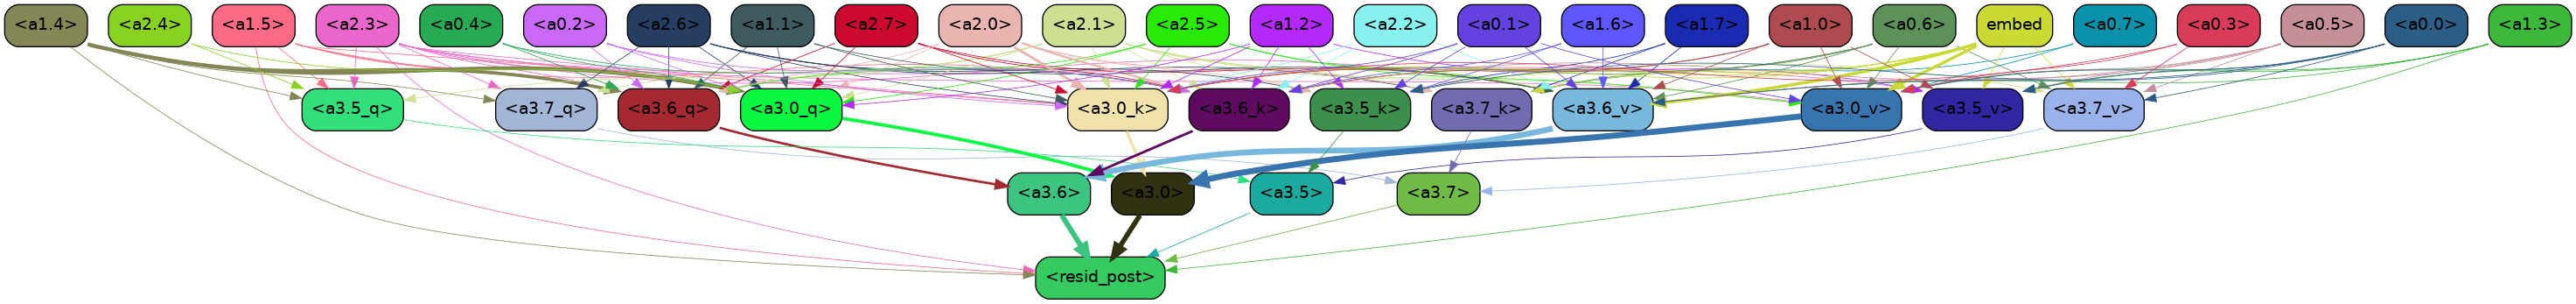 <a1.4> <a2.4> <a1.5> <a2.3> <a0.4> <a0.2> <a2.6> <a1.1> <a2.7> <a2.0> <a2.1> <a2.5> <a1.2> <a2.2> <a0.1> <a1.6> <a1.7> <a1.0> <a0.6> embed <a0.7> <a0.3> <a0.5> <a0.0> <a1.3>
<a3.5_q> <a3.7_q> <a3.6_q> <a3.0_q> <a3.0_k> <a3.6_k> <a3.5_k> <a3.7_k> <a3.6_v> <a3.0_v> <a3.5_v> <a3.7_v>
<a3.6> <a3.0> <a3.5> <a3.7>
<resid_post>